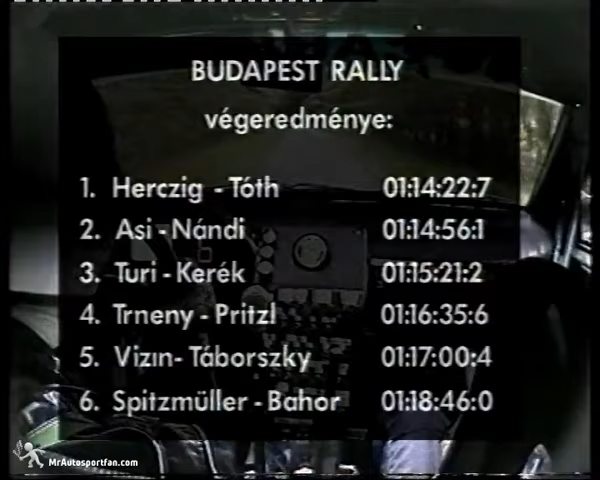 BUDAPEST RALLY
végeredménye:
1. Herczig - Tóth 01:14:22:7
2. Asi - Nándi 01:14:56:1
3. Turi - Kerék 01:15:21:2
4. Trneny - Pritzl 01:16:35:6
5. Vizin- Táborszky 01:17:00:4
6. Spitzmüller - Bahor 01:18:46:0
MrAutosportfan.com